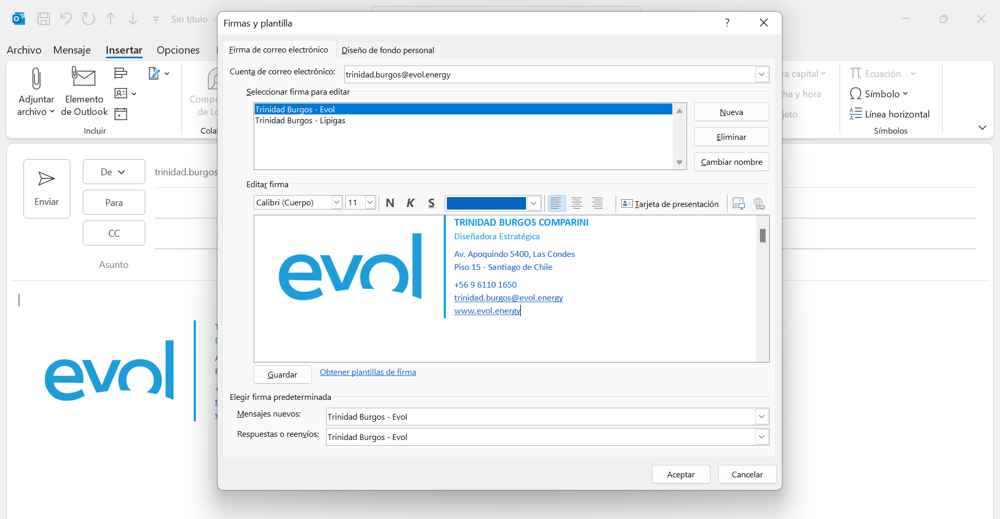 Sin título -
Firmas y plantilla
?
Archivo Mensaje Insertar Opciones
Firma de correo electrónico Diseño de fondo personal
Cuenta de correo electrónico: trinidad.burgos@evol.energy
Seleccionar firma para editar
Trinidad Burgos - Evol
Trinidad Burgos - Lipigas
Nueva
Eliminar
Cambiar nombre
Adjuntar archivo
Elemento de Outlook
Incluir
Ecuación
Símbolo
Línea horizontal
Símbolos
ra capital
y hora
Enviar
De trinidad.burgos
Para
CC
Asunto
Editar firma
Calibri (Cuerpo) 11 N K S Tarjeta de presentación
evol
TRINIDAD BURGOS COMPARINI
Diseñadora Estratégica
Av. Apoquindo 5400, Las Condes
Piso 15 - Santiago de Chile
+56 9 6110 1650
trinidad.burgos@evol.energy
www.evol.energy
evol
Guardar Obtener plantillas de firma
Elegir firma predeterminada
Mensajes nuevos: Trinidad Burgos - Evol
Respuestas o reenvíos: Trinidad Burgos - Evol
Aceptar Cancelar